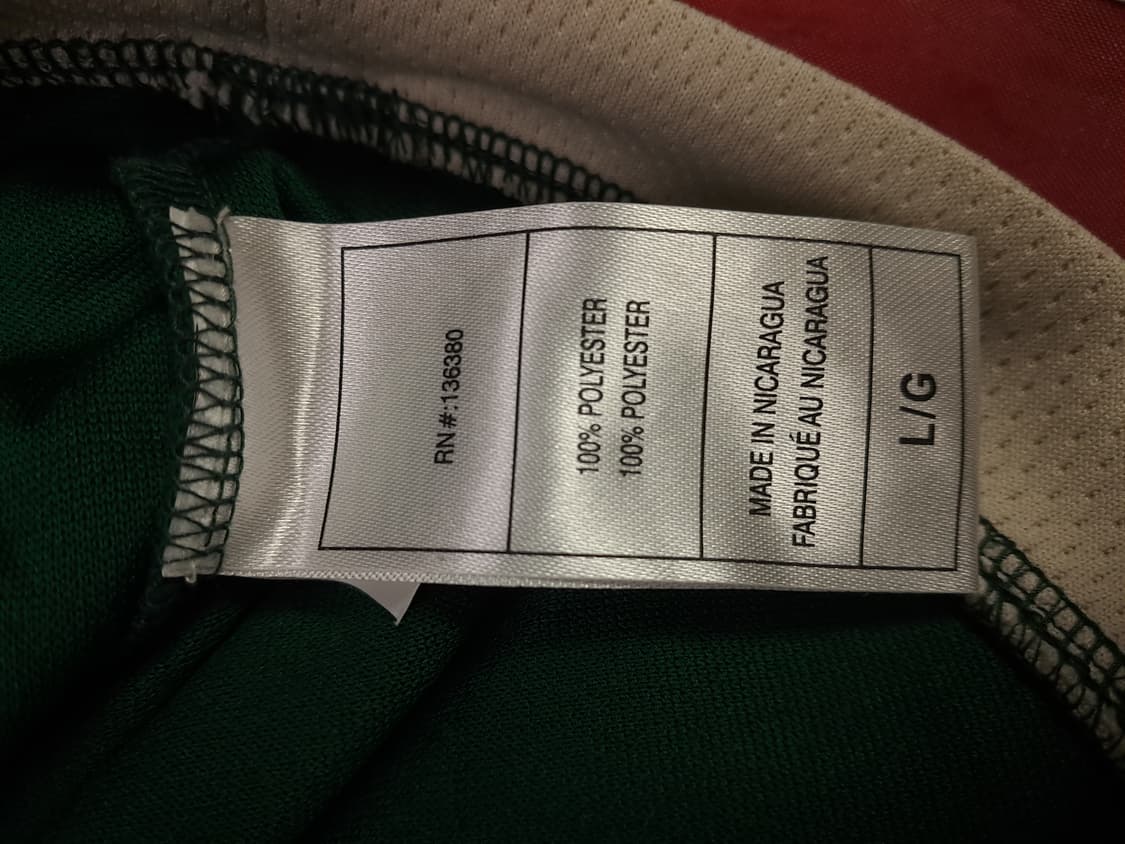 RN#:136380
100% POLYESTER
100% POLYESTER
MADE IN NICARAGUA
FABRIQUÉ AU NICARAGUA
L/G